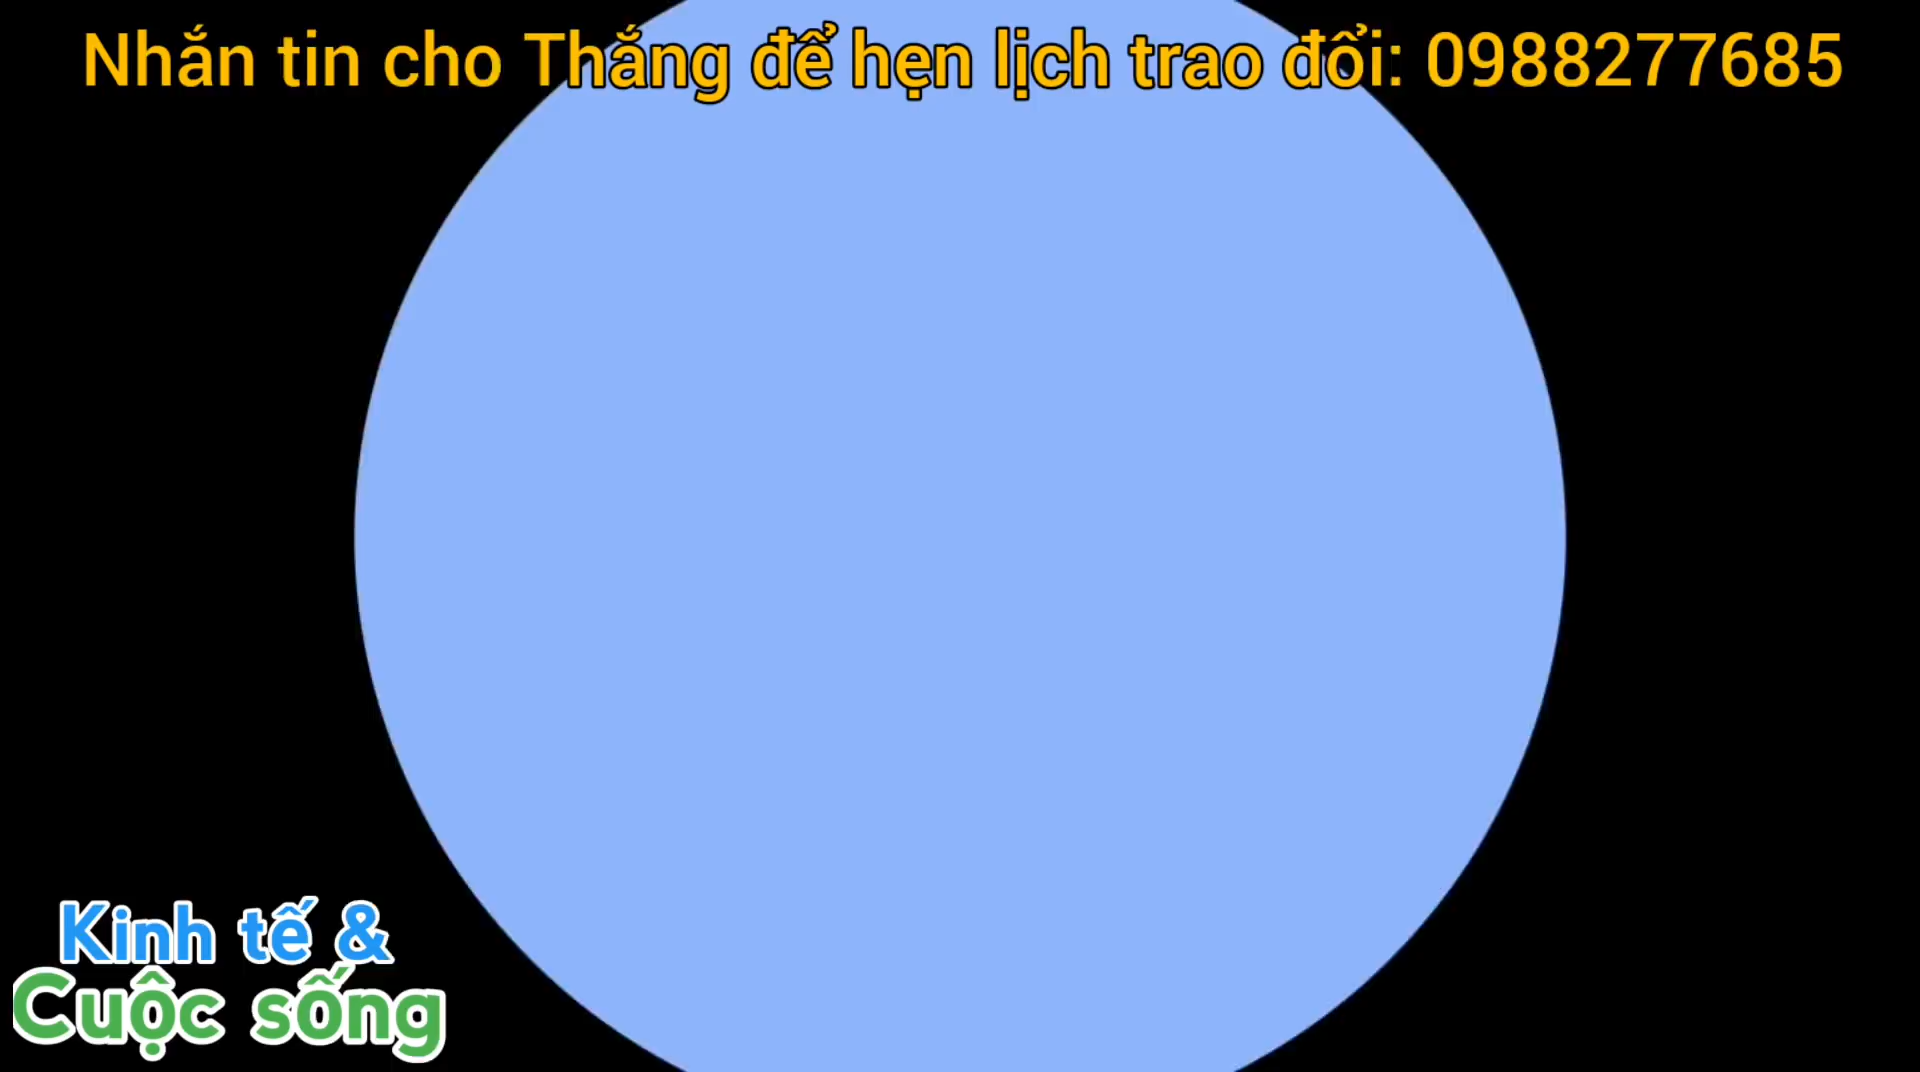 Nhắn tin cho Thắng để hẹn lịch trao đổi: 0988277685
Kinh tế &
Cuộc sống